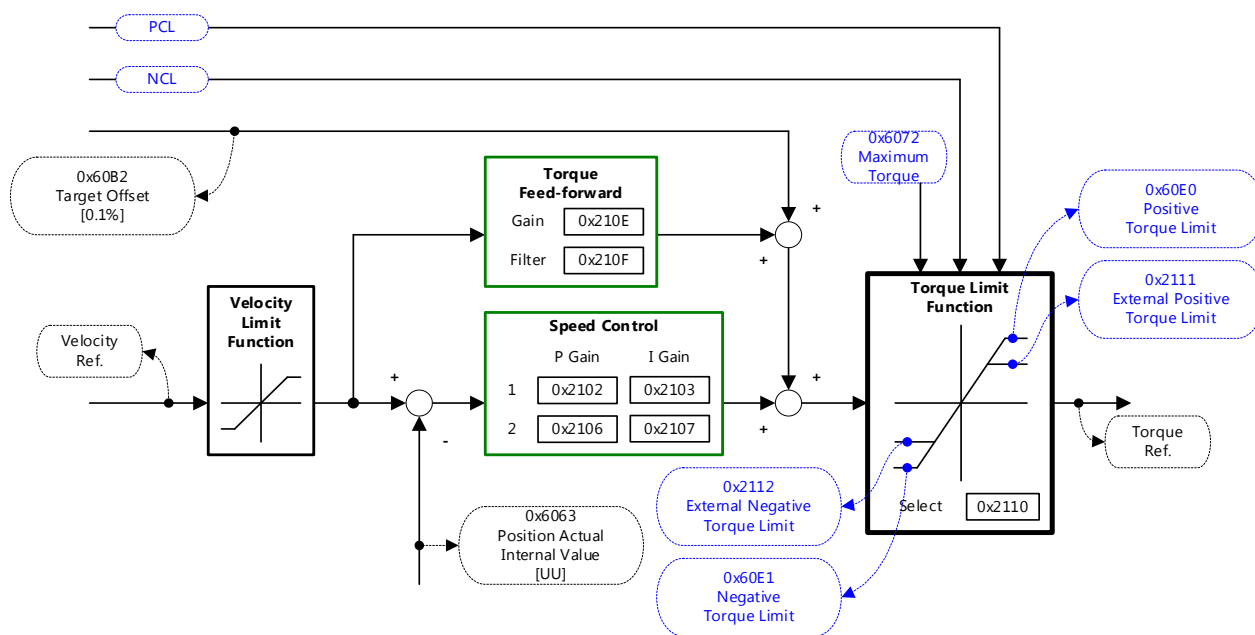 PCL
NCL
0x60B2
Target Offset
[0.1%]
Torque
Feed-forward
Gain 0x210E
Filter 0x210F
+
+
0x6072
Maximum
Torque
0x60E0
Positive
Torque Limit
0x2111
External Positive
Torque Limit
Velocity
Ref.
Velocity
Limit
Function
+
-
Speed Control
P Gain I Gain
1 0x2102 0x2103
2 0x2106 0x2107
+
+
Torque Limit
Function
Select 0x2110
Torque
Ref.
0x6063
Position Actual
Internal Value
[UU]
0x2112
External Negative
Torque Limit
0x60E1
Negative
Torque Limit